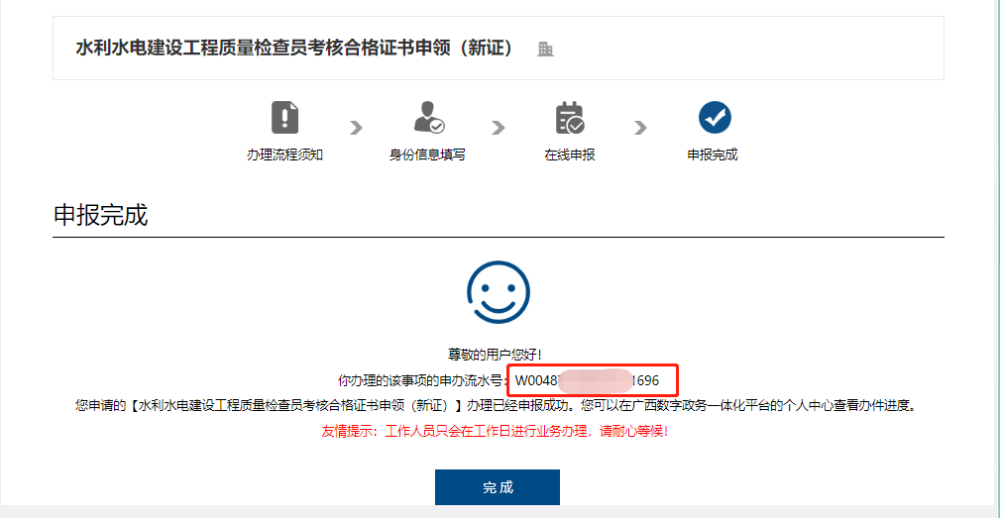 水利水电建设工程质量检查员考核合格证书申领（新证）
办理流程须知
身份信息填写
在线申报
申报完成
申报完成
尊敬的用户您好！
你办理的该事项的申办流水号：W0048 1696
您申请的【水利水电建设工程质量检查员考核合格证书申领（新证）】办理已经申报成功。您可以在广西数字政务一体化平台的个人中心查看办件进度。
友情提示：工作人员只会在工作日进行业务办理，请耐心等候！
完成